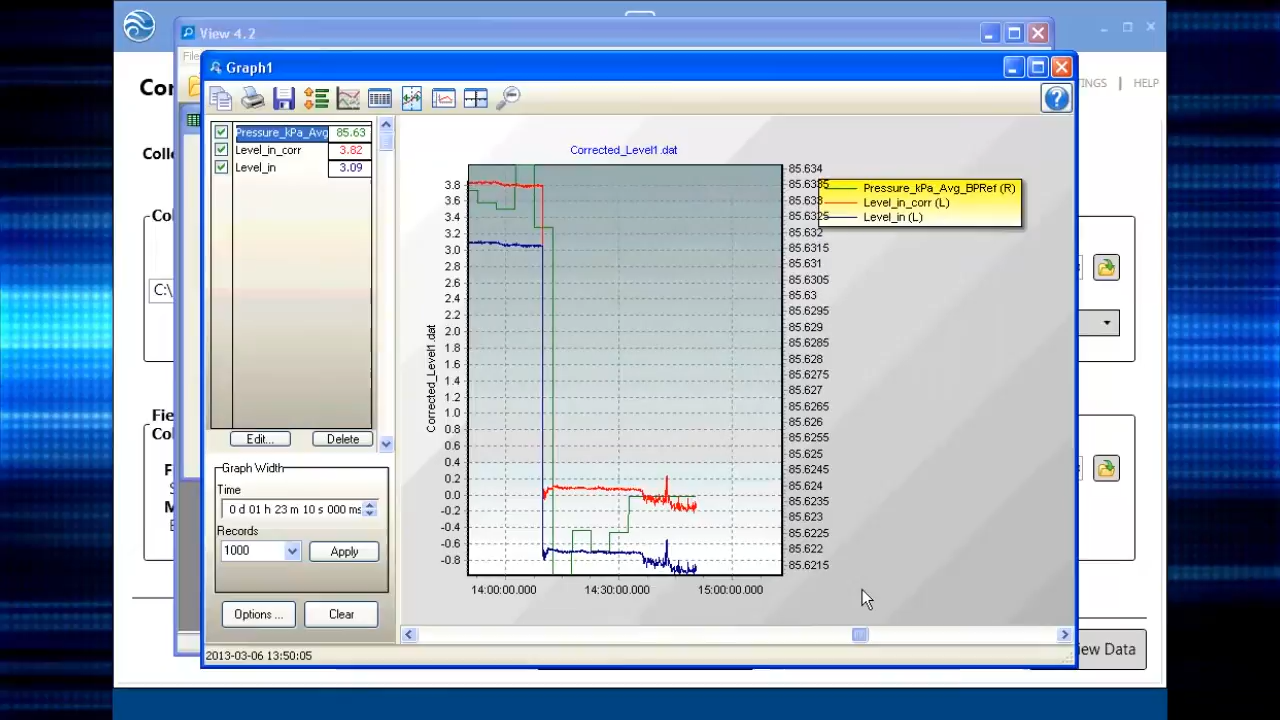 View 4.2
File
Graph1
Cor
TINGS | HELP
Pressure_kPa_Avg 85.63
Level_in_corr 3.82
Level_in 3.09
Colle
Co
C:\
Fie
Co
F
S
M
Edit...
Delete
Graph Width
Time
0 d 01 h 23 m 10 s 000 ms
Records
1000
Apply
Options ...
Clear
2013-03-06 13:50:05
Corrected_Level1.dat
Corrected_Level1.dat
3.8
3.6
3.4
3.2
3.0
2.8
2.6
2.4
2.2
2.0
1.8
1.6
1.4
1.2
1.0
0.8
0.6
0.4
0.2
0.0
-0.2
-0.4
-0.6
-0.8
14:00:00.000
14:30:00.000
15:00:00.000
85.634
85.6335
85.633
85.6325
85.632
85.6315
85.631
85.6305
85.63
85.6295
85.629
85.6285
85.628
85.6275
85.627
85.6265
85.626
85.6255
85.625
85.6245
85.624
85.6235
85.623
85.6225
85.622
85.6215
Pressure_kPa_Avg_BPRef (R)
Level_in_corr (L)
Level_in (L)
iew Data